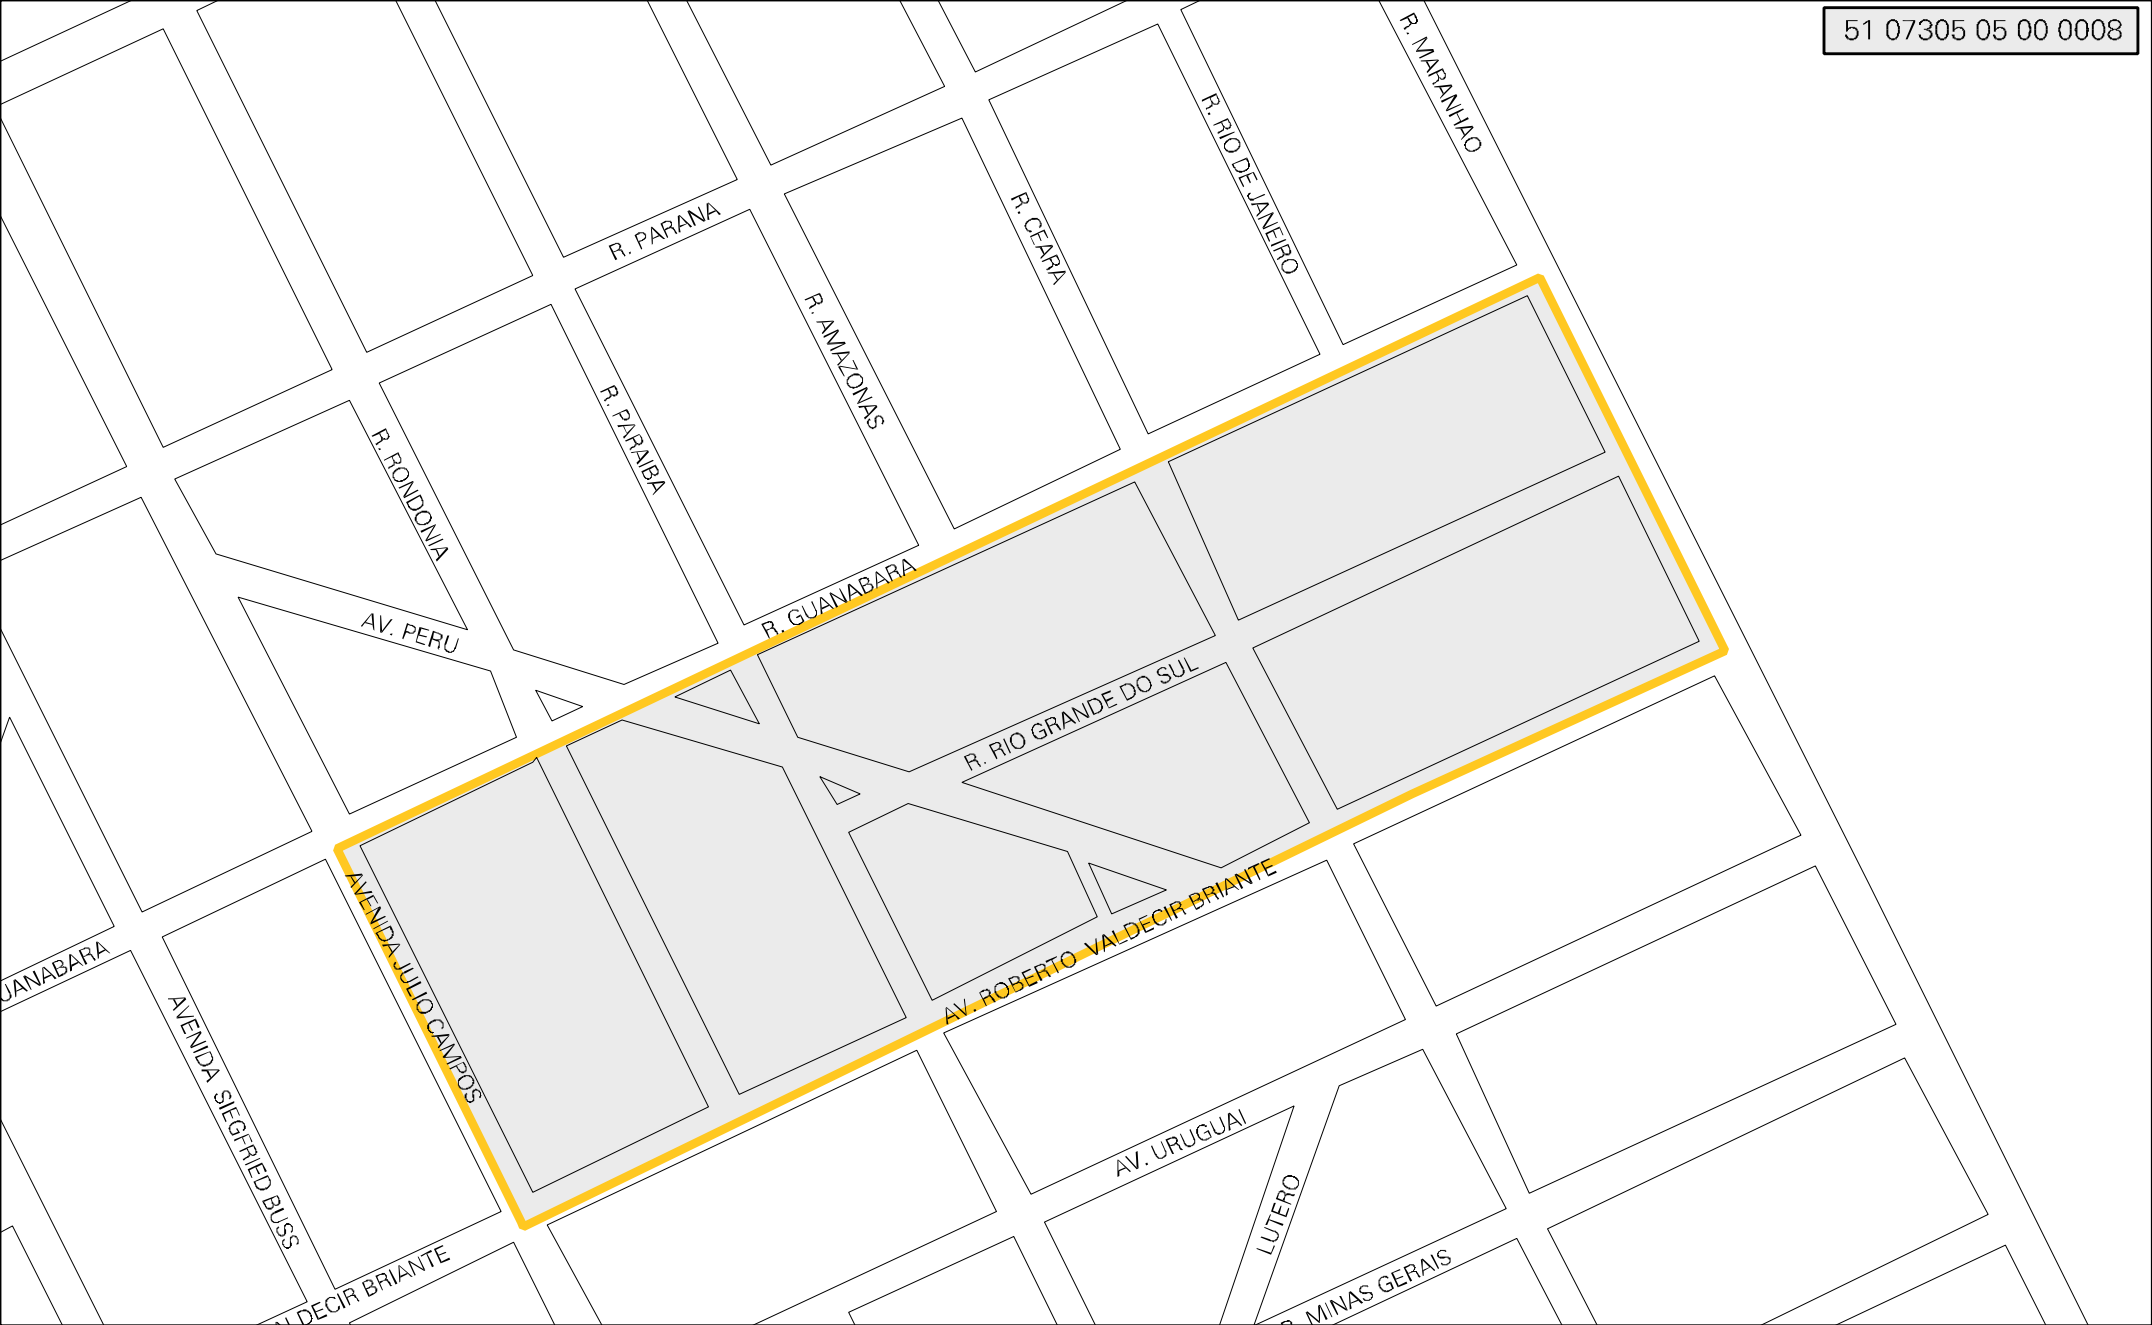 51 07305 05 00 0008
R. MARANHAO
R. RIO DE JANEIRO
R. CEARA
R. PARANA
R. AMAZONAS
R. PARAIBA
R. RONDONIA
AV. PERU
R. GUANABARA
R. RIO GRANDE DO SUL
AVENIDA JULIO CAMPOS
AV. ROBERTO VALDECIR BRIANTE
UANABARA
AVENIDA SIEGFRIED BUSS
AV. URUGUAI
LUTERO
ALDECIR BRIANTE
R. MINAS GERAIS